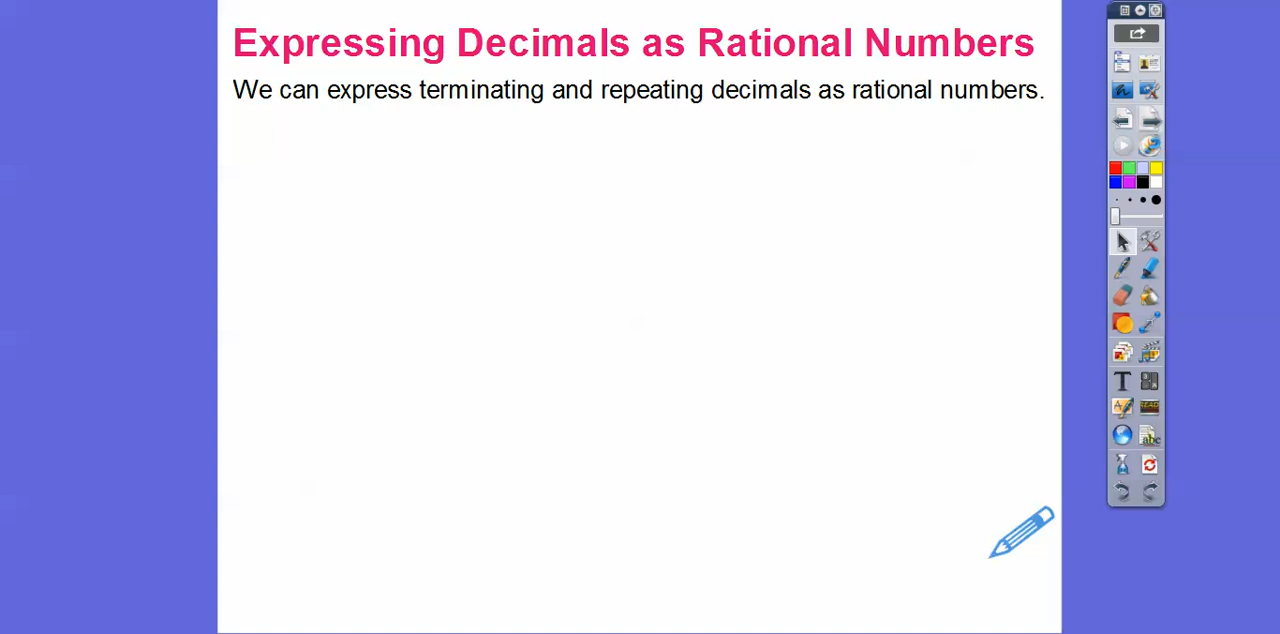 Expressing Decimals as Rational Numbers
We can express terminating and repeating decimals as rational numbers.